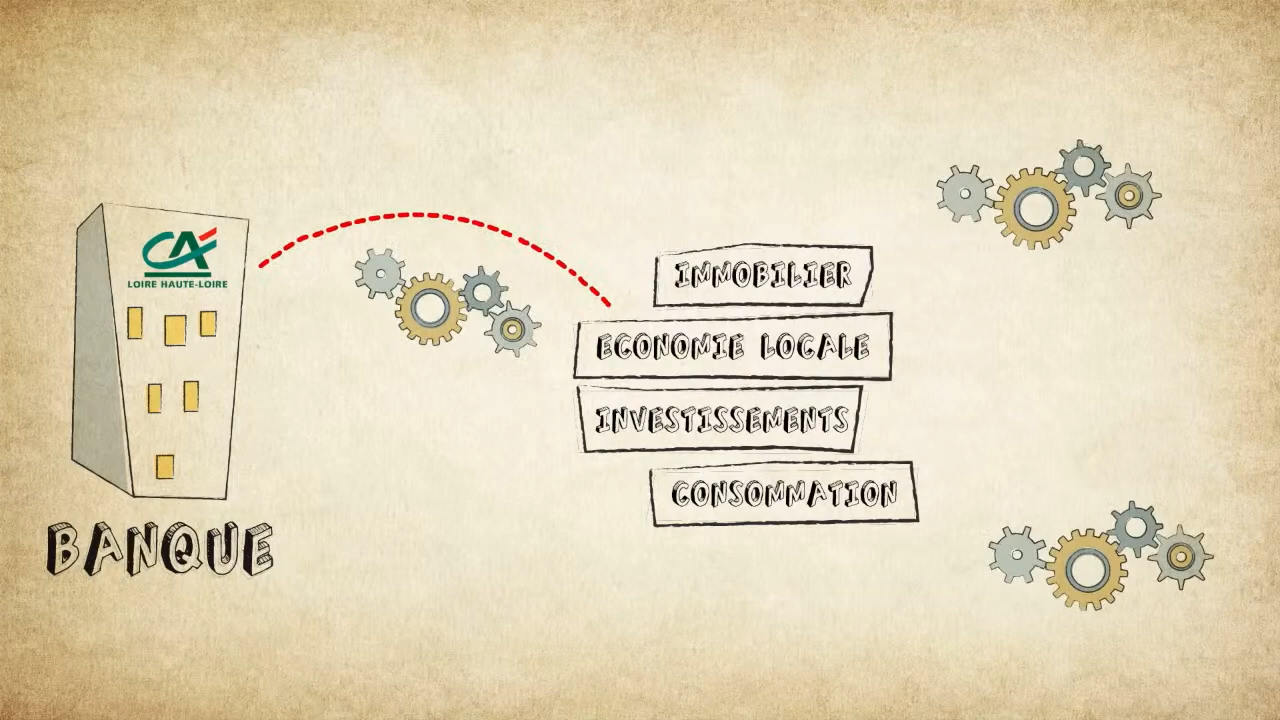 CA
LOIRE HAUTE-LOIRE
BANQUE
IMMOBILIER
ECONOMIE LOCALE
INVESTISSEMENTS
CONSOMMATION